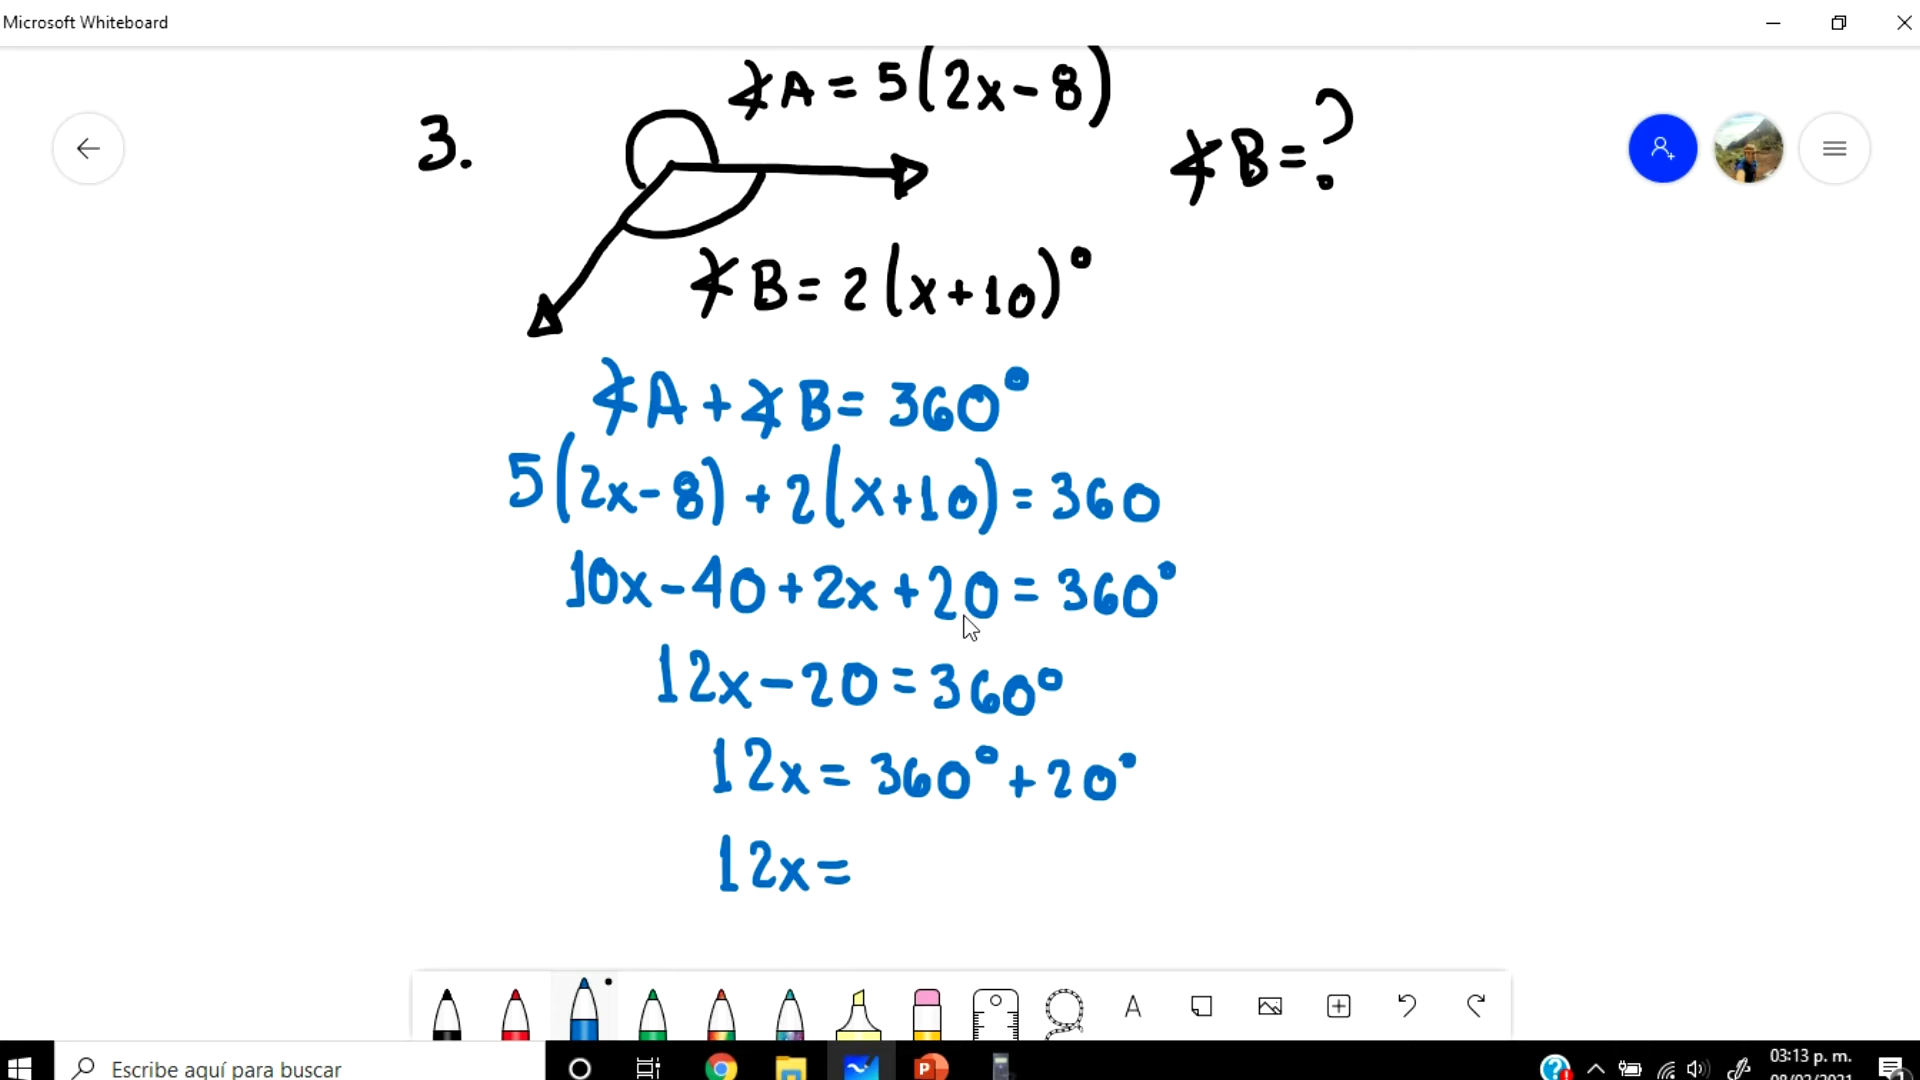 Microsoft Whiteboard
∡A = 5(2x-8)
3.
∡B = ?
∡B = 2(x+10)°
∡A + ∡B = 360°
5(2x-8) + 2(x+10) = 360
10x - 40 + 2x + 20 = 360°
12x - 20 = 360°
12x = 360° + 20°
12x =
A
Escribe aquí para buscar
03:13 p. m.